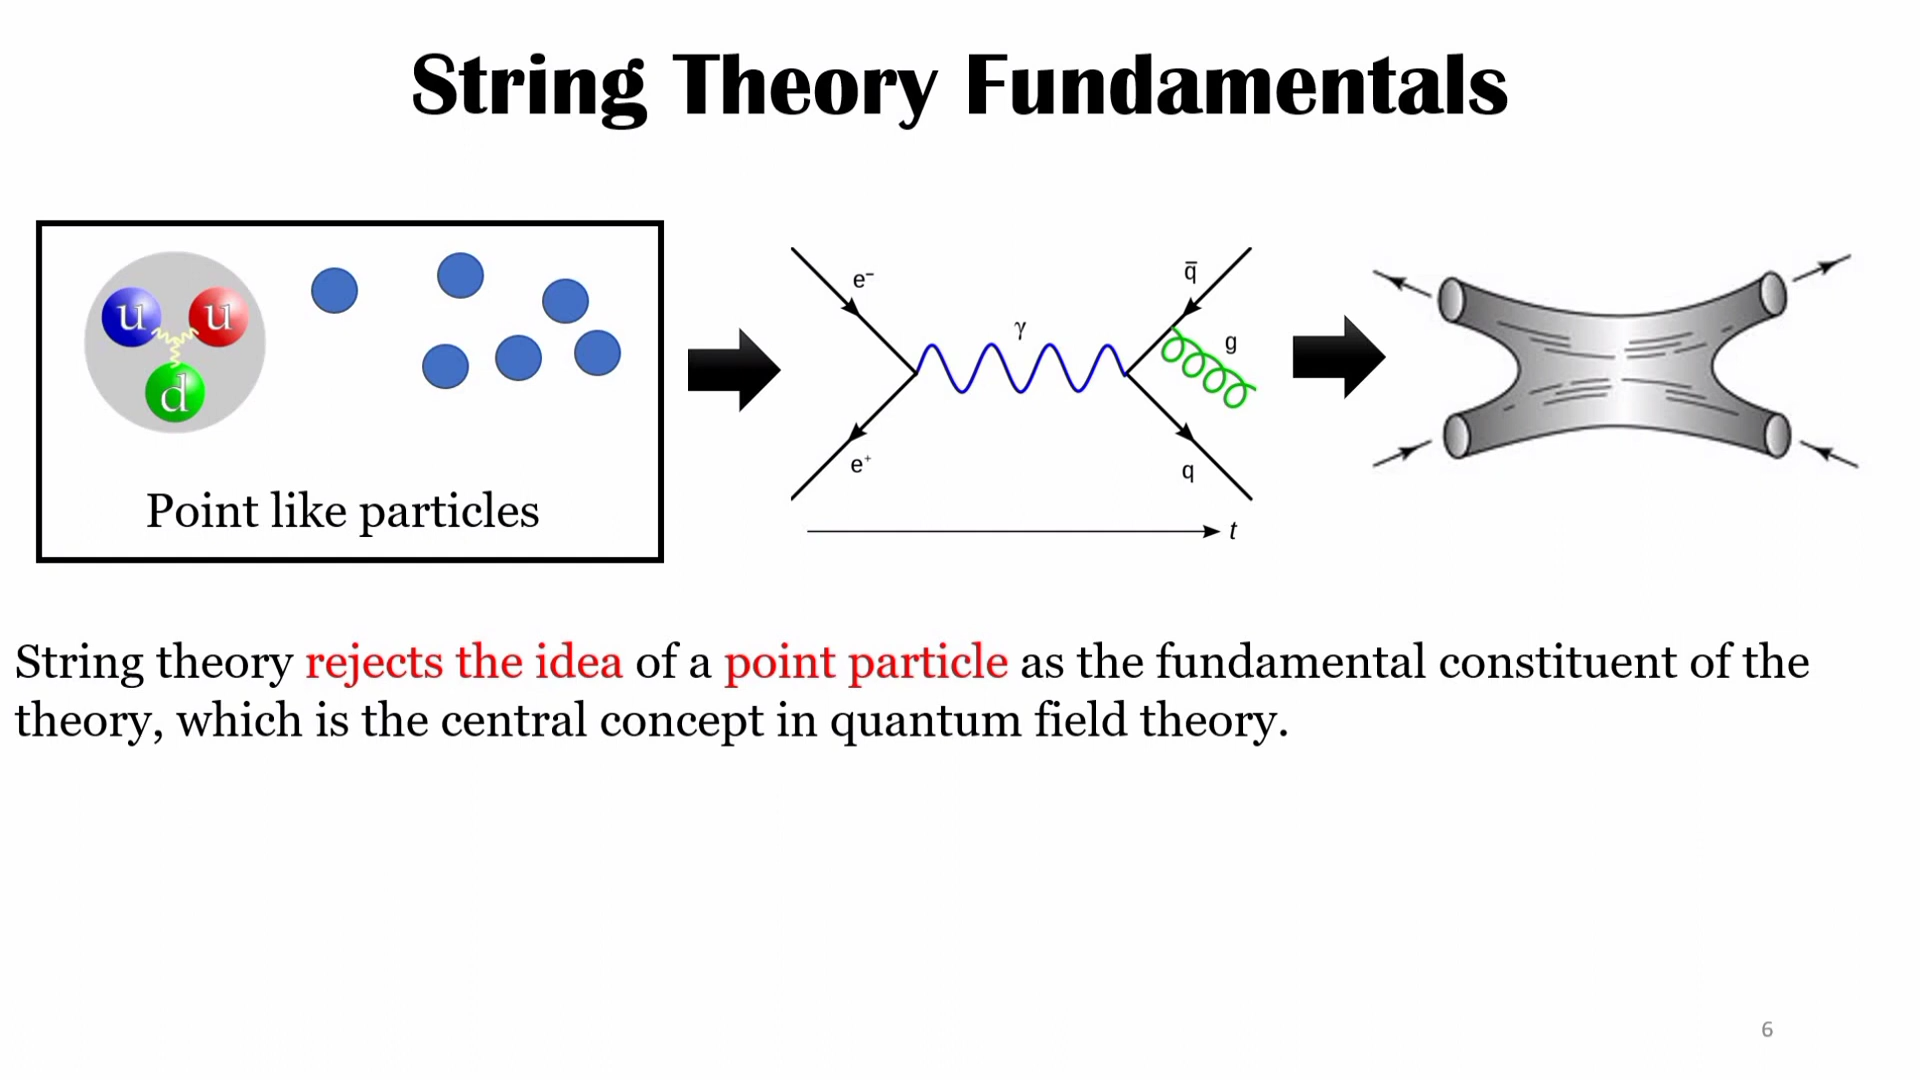 String Theory Fundamentals
u u
d
Point like particles
e⁻
e⁺
γ
q̄
g
q
t
String theory rejects the idea of a point particle as the fundamental constituent of the
theory, which is the central concept in quantum field theory.
6